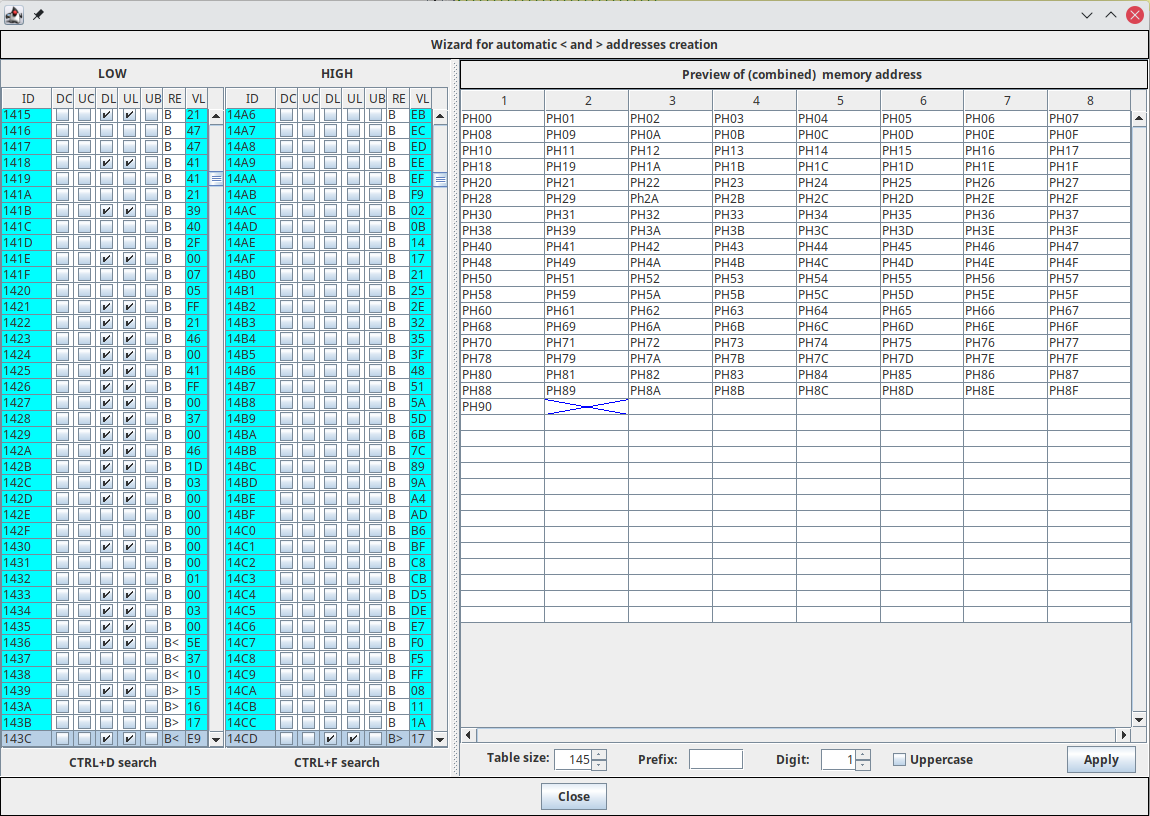 Wizard for automatic < and > addresses creation
LOW
ID DC UC DL UL UB RE VL
1415 B 21
1416 B 47
1417 B 47
1418 B 41
1419 B 41
141A B 21
141B B 39
141C B 40
141D B 2F
141E B 00
141F B 07
1420 B 05
1421 B FF
1422 B 21
1423 B 46
1424 B 00
1425 B 41
1426 B FF
1427 B 00
1428 B 37
1429 B 00
142A B 46
142B B 1D
142C B 03
142D B 00
142E B 00
142F B 00
1430 B BF
1431 B 00
1432 B 01
1433 B 00
1434 B 03
1435 B 00
1436 B< 5E
1437 B< 37
1438 B< 10
1439 B> 15
143A B> 16
143B B> 17
143C B< E9
CTRL+D search
HIGH
ID DC UC DL UL UB RE VL
14A6 B EB
14A7 B EC
14A8 B ED
14A9 B EE
14AA B EF
14AB B F9
14AC B 02
14AD B 0B
14AE B 14
14AF B 17
14B0 B 21
14B1 B 25
14B2 B 2E
14B3 B 32
14B4 B 35
14B5 B 3F
14B6 B 48
14B7 B 51
14B8 B 5A
14B9 B 5D
14BA B 6B
14BB B 7C
14BC B 89
14BD B 9A
14BE B A4
14BF B AD
14C0 B B6
14C1 B BF
14C2 B C8
14C3 B CB
14C4 B D5
14C5 B DE
14C6 B E7
14C7 B F0
14C8 B F5
14C9 B FF
14CA B 08
14CB B 11
14CC B 1A
14CD B> 17
CTRL+F search
Preview of (combined) memory address
1 2 3 4 5 6 7 8
PH00 PH01 PH02 PH03 PH04 PH05 PH06 PH07
PH08 PH09 PH0A PH0B PH0C PH0D PH0E PH0F
PH10 PH11 PH12 PH13 PH14 PH15 PH16 PH17
PH18 PH19 PH1A PH1B PH1C PH1D PH1E PH1F
PH20 PH21 PH22 PH23 PH24 PH25 PH26 PH27
PH28 PH29 Ph2A PH2B PH2C PH2D PH2E PH2F
PH30 PH31 PH32 PH33 PH34 PH35 PH36 PH37
PH38 PH39 PH3A PH3B PH3C PH3D PH3E PH3F
PH40 PH41 PH42 PH43 PH44 PH45 PH46 PH47
PH48 PH49 PH4A PH4B PH4C PH4D PH4E PH4F
PH50 PH51 PH52 PH53 PH54 PH55 PH56 PH57
PH58 PH59 PH5A PH5B PH5C PH5D PH5E PH5F
PH60 PH61 PH62 PH63 PH64 PH65 PH66 PH67
PH68 PH69 PH6A PH6B PH6C PH6D PH6E PH6F
PH70 PH71 PH72 PH73 PH74 PH75 PH76 PH77
PH78 PH79 PH7A PH7B PH7C PH7D PH7E PH7F
PH80 PH81 PH82 PH83 PH84 PH85 PH86 PH87
PH88 PH89 PH8A PH8B PH8C PH8D PH8E PH8F
PH90
Table size: 145 Prefix: Digit: 1 Uppercase Apply
Close